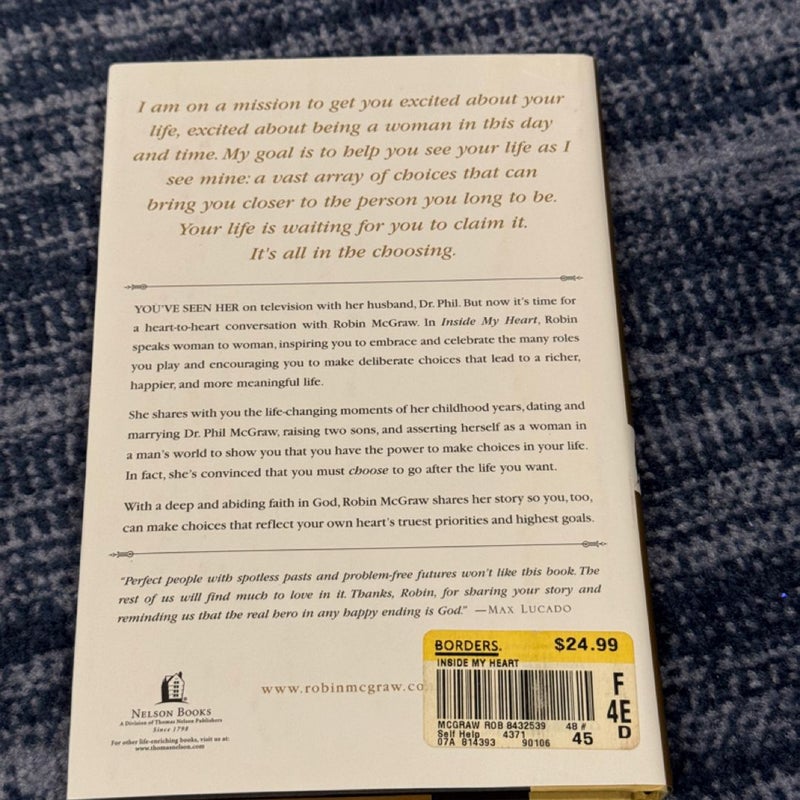 I am on a mission to get you excited about your
life, excited about being a woman in this day
and time. My goal is to help you see your life as I
see mine: a vast array of choices that can
bring you closer to the person you long to be.
Your life is waiting for you to claim it.
It's all in the choosing.
YOU'VE SEEN HER on television with her husband, Dr. Phil. But now it's time for
a heart-to-heart conversation with Robin McGraw. In Inside My Heart, Robin
speaks woman to woman, inspiring you to embrace and celebrate the many roles
you play and encouraging you to make deliberate choices that lead to a richer,
happier, and more meaningful life.
She shares with you the life-changing moments of her childhood years, dating and
marrying Dr. Phil McGraw, raising two sons, and asserting herself as a woman in
a man's world to show you that you have the power to make choices in your life.
In fact, she's convinced that you must choose to go after the life you want.
With a deep and abiding faith in God, Robin McGraw shares her story so you, too,
can make choices that reflect your own heart's truest priorities and highest goals.
"Perfect people with spotless pasts and problem-free futures won't like this book. The
rest of us will find much to love in it. Thanks, Robin, for sharing your story and
reminding us that the real hero in any happy ending is God." —MAX LUCADO
NELSON BOOKS
A Division of Thomas Nelson Publishers
Since 1798
For other life-enriching books, visit us at:
www.thomasnelson.com
www.robinmcgraw.co
BORDERS. $24.99
INSIDE MY HEART
MCGRAW ROB 8432539 48 #
Self Help 4371 45
07A 814393 90106
F
4E
D